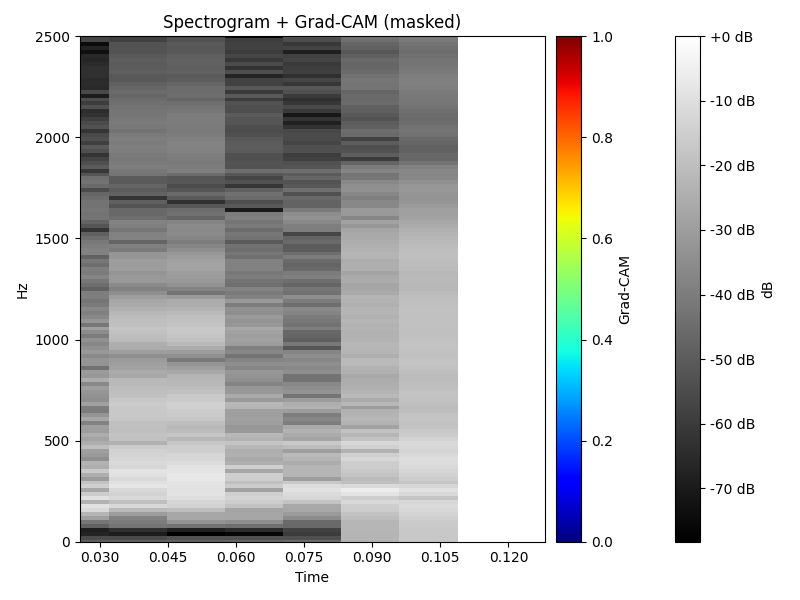 Spectrogram + Grad-CAM (masked)
2500
2000
1500
1000
500
0
Hz
0.030
0.045
0.060
0.075
0.090
0.105
0.120
Time
1.0
0.8
0.6
0.4
0.2
0.0
Grad-CAM
+0 dB
-10 dB
-20 dB
-30 dB
-40 dB
-50 dB
-60 dB
-70 dB
dB